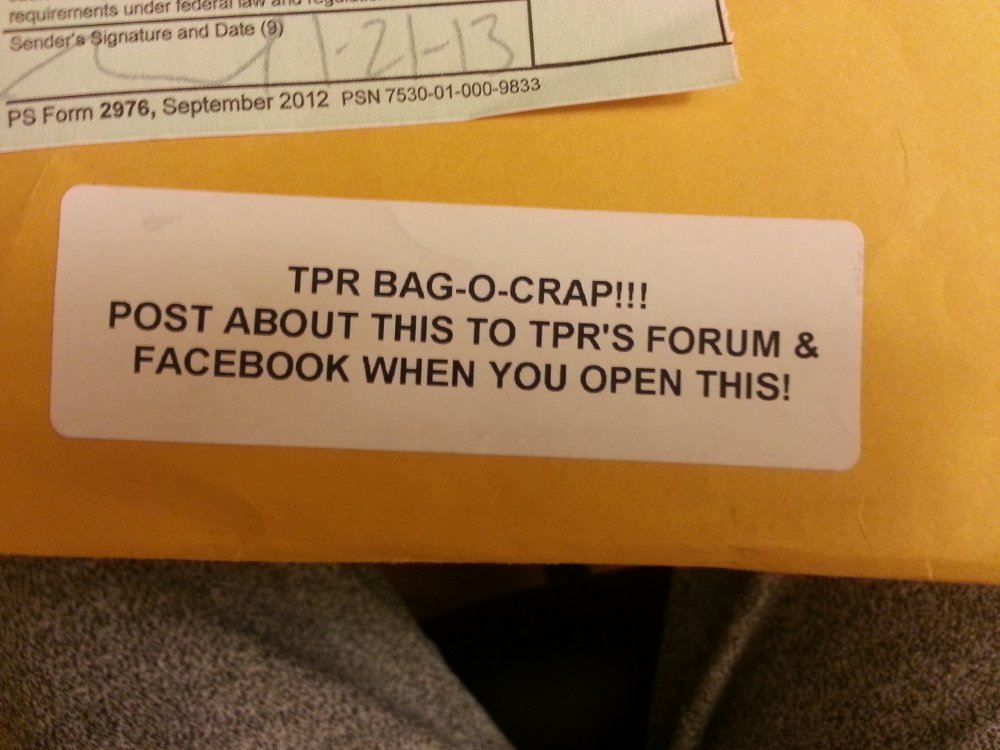 requirements under federal law and
Sender's Signature and Date (9)
1-21-13
PS Form 2976, September 2012 PSN 7530-01-000-9833
TPR BAG-O-CRAP!!!
POST ABOUT THIS TO TPR'S FORUM &
FACEBOOK WHEN YOU OPEN THIS!